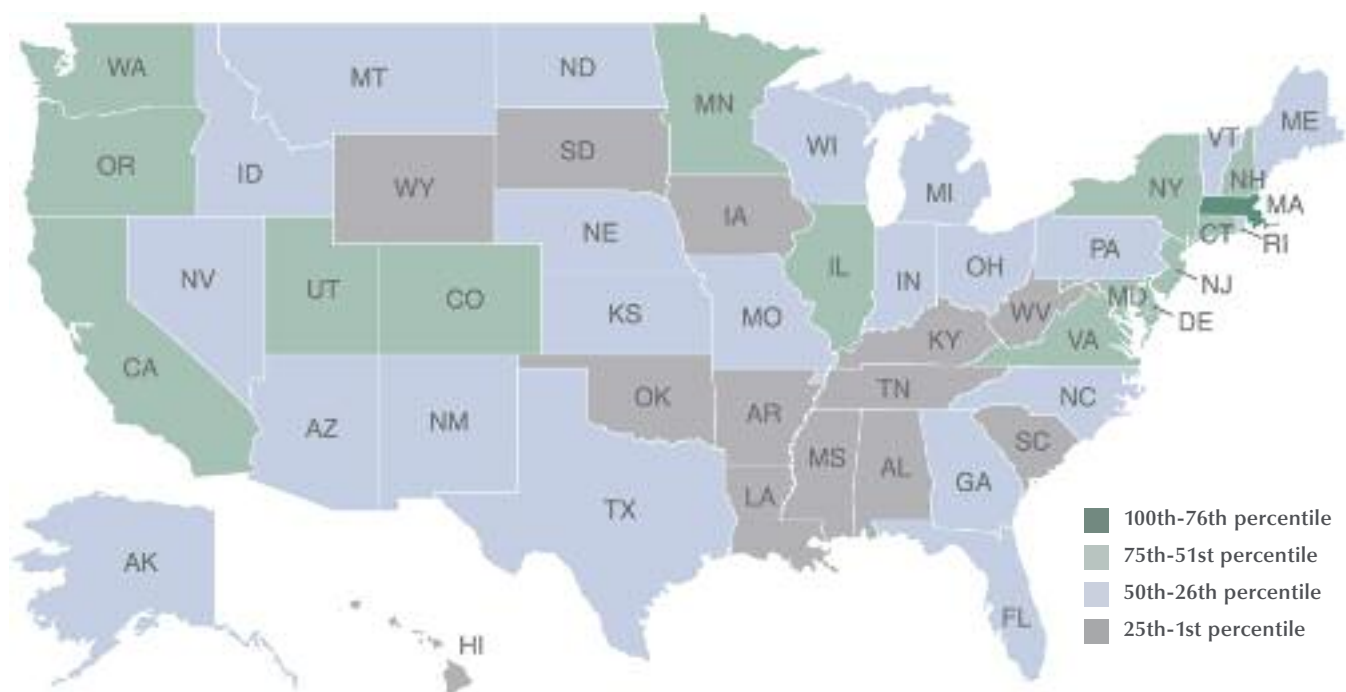 WA
MT
ND
MN
OR
ID
WY
SD
WI
MI
VT
ME
NY
NH
MA
RI
CT
IA
NE
NV
UT
CO
IL
IN
OH
PA
NJ
MD
DE
KS
MO
WV
KY
VA
CA
AZ
NM
OK
AR
TN
NC
MS
AL
SC
GA
LA
TX
AK
HI
FL
100th-76th percentile
75th-51st percentile
50th-26th percentile
25th-1st percentile